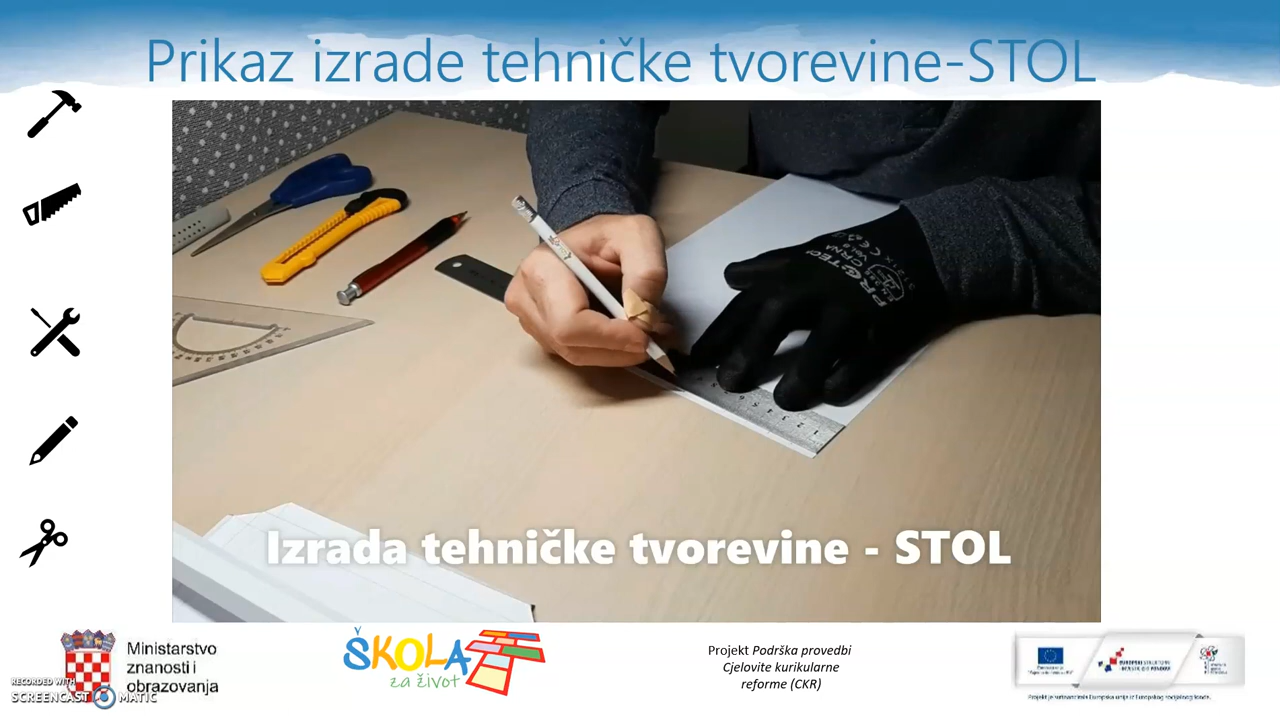 Prikaz izrade tehničke tvorevine-STOL
Izrada tehničke tvorevine - STOL
Ministarstvo
znanosti i
obrazovanja
RECORDED WITH
SCREENCAST MATIC
ŠKOLA
za život
Projekt Podrška provedbi
Cjelovite kurikularne
reforme (CKR)